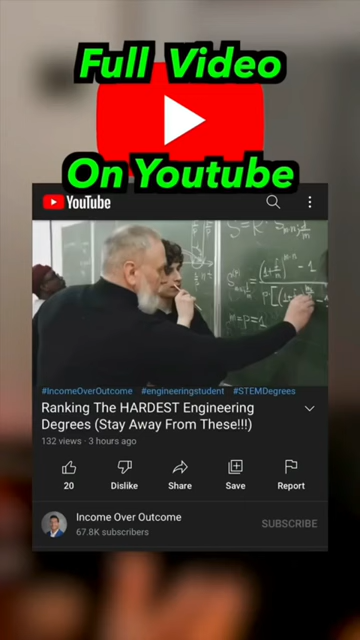 Full Video
On Youtube
YouTube
#IncomeOverOutcome #engineeringstudent #STEMDegrees
Ranking The HARDEST Engineering
Degrees (Stay Away From These!!!)
132 views · 3 hours ago
20 Dislike Share Save Report
Income Over Outcome
67.8K subscribers
SUBSCRIBE